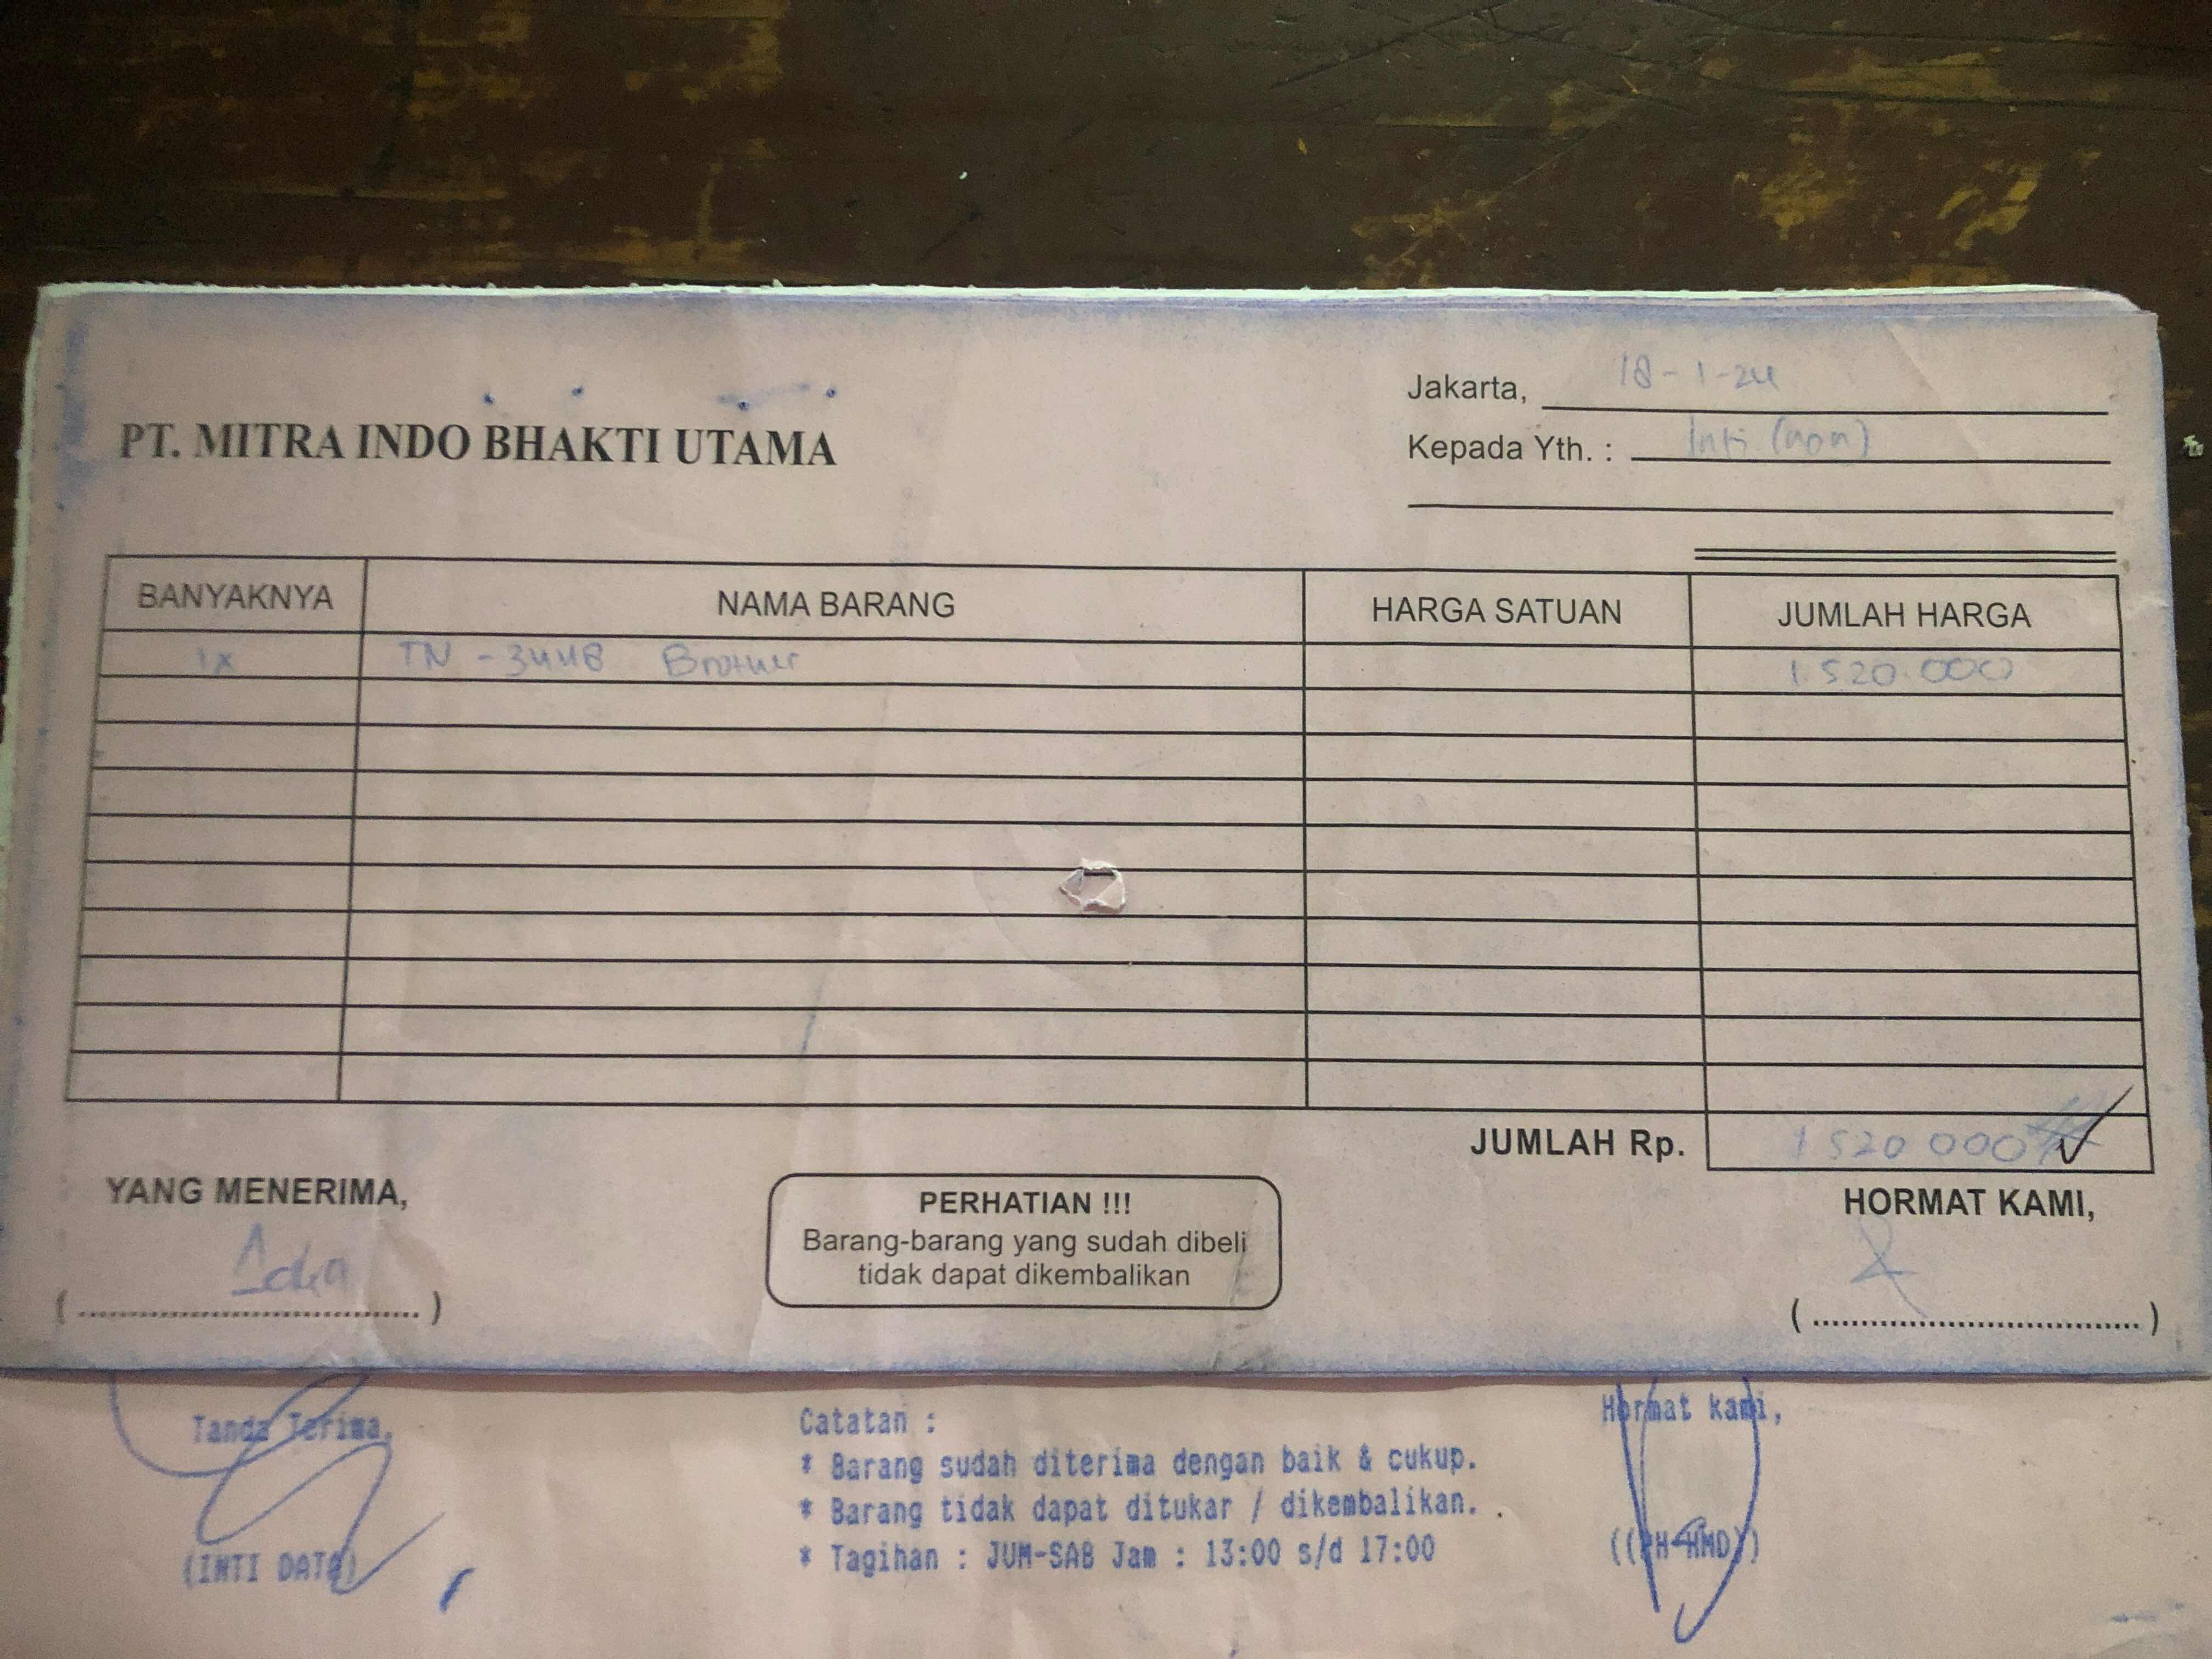 Jakarta, 18-1-24
PT. MITRA INDO BHAKTI UTAMA
Kepada Yth. : Inti
BANYAKNYA NAMA BARANG HARGA SATUAN JUMLAH HARGA
1x TN-3448 Brother 1.520.000
JUMLAH Rp. 1520 000
YANG MENERIMA, PERHATIAN !!! HORMAT KAMI,
Barang-barang yang sudah dibeli
tidak dapat dikembalikan
(....................................) (....................................)
Tanda Terima, Catatan : Hormat kami,
* Barang sudah diterima dengan baik & cukup.
* Barang tidak dapat ditukar / dikembalikan.
(INTI DATA) * Tagihan : JUM-SAB Jam : 13:00 s/d 17:00